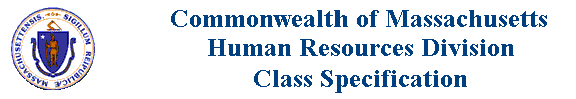 Commonwealth of Massachusetts
Human Resources Division
Class Specification